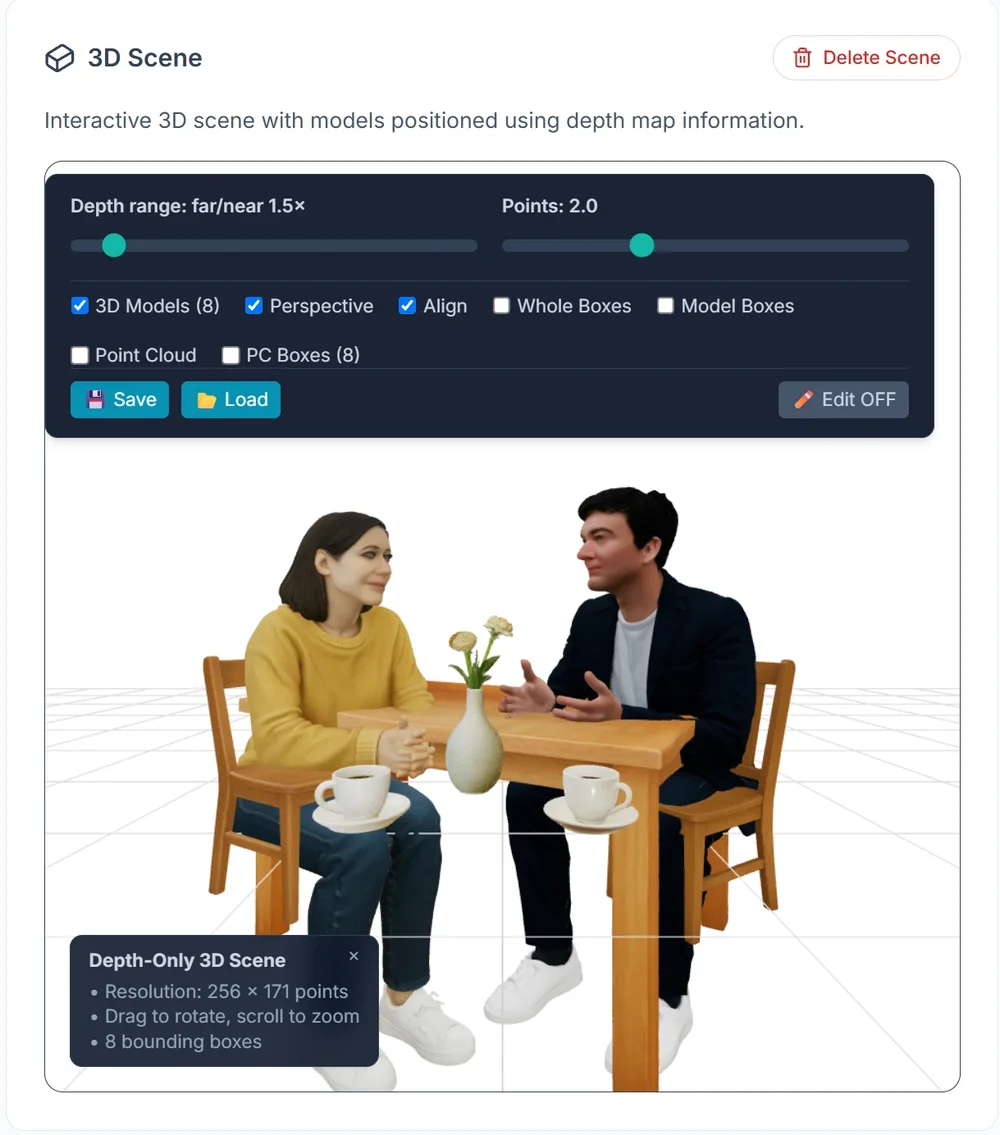 3D Scene
Delete Scene
Interactive 3D scene with models positioned using depth map information.
Depth range: far/near 1.5×
Points: 2.0
3D Models (8)
Perspective
Align
Whole Boxes
Model Boxes
Point Cloud
PC Boxes (8)
Save
Load
Edit OFF
Depth-Only 3D Scene ×
• Resolution: 256 × 171 points
• Drag to rotate, scroll to zoom
• 8 bounding boxes